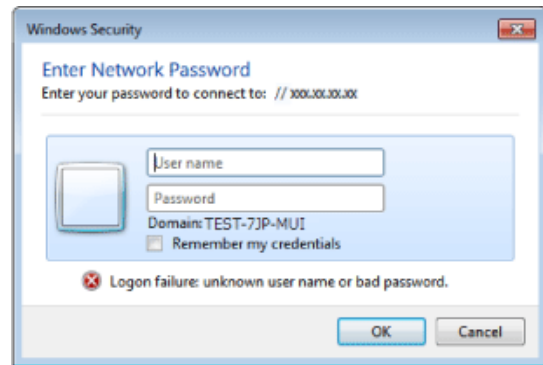 Windows Security
Enter Network Password
Enter your password to connect to: // xxx.xx.xx.xx
User name
Password
Domain: TEST-7JP-MUI
Remember my credentials
Logon failure: unknown user name or bad password.
OK
Cancel